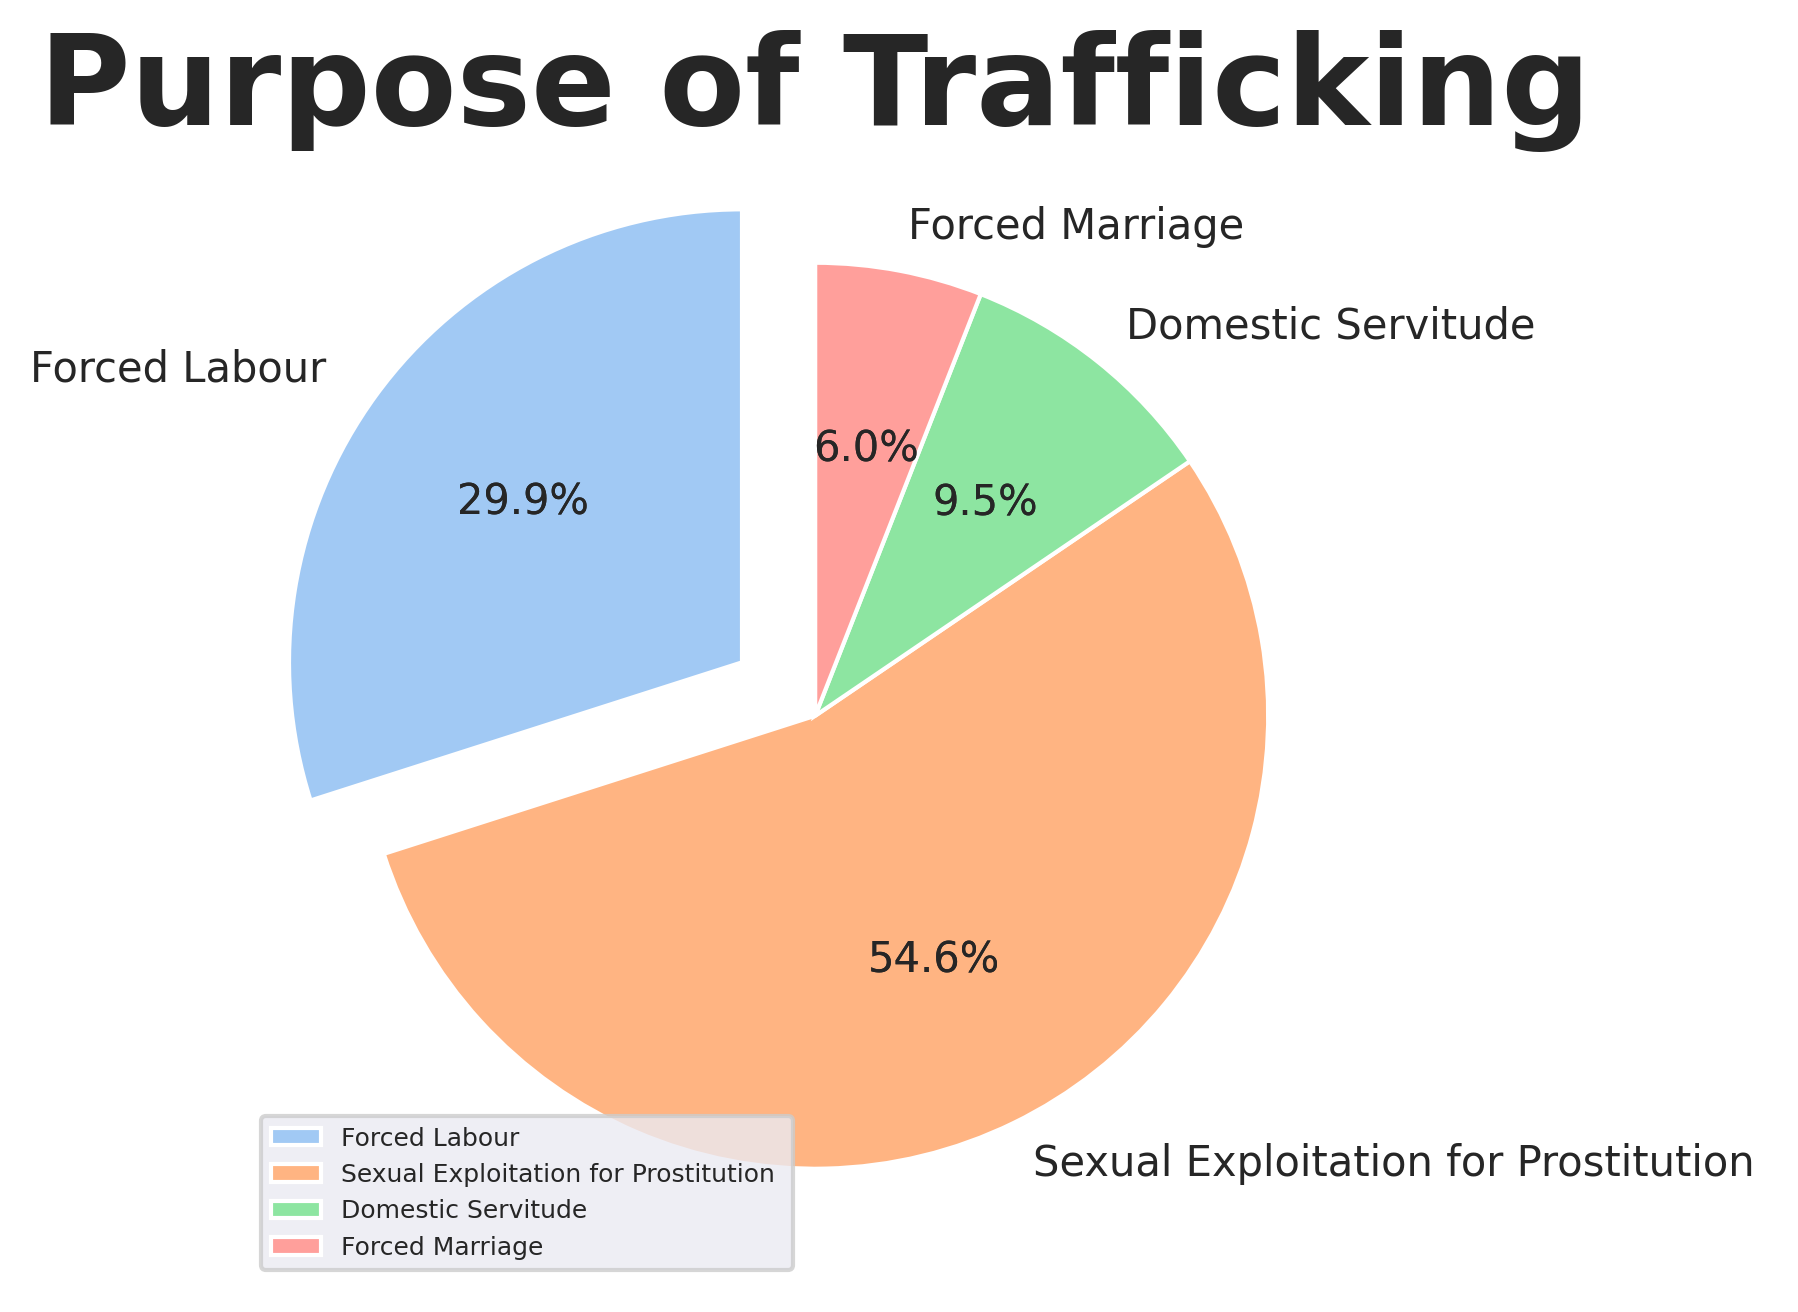 Purpose of Trafficking
Forced Marriage
Domestic Servitude
Forced Labour
6.0%
29.9%
9.5%
54.6%
Sexual Exploitation for Prostitution
Forced Labour
Sexual Exploitation for Prostitution
Domestic Servitude
Forced Marriage